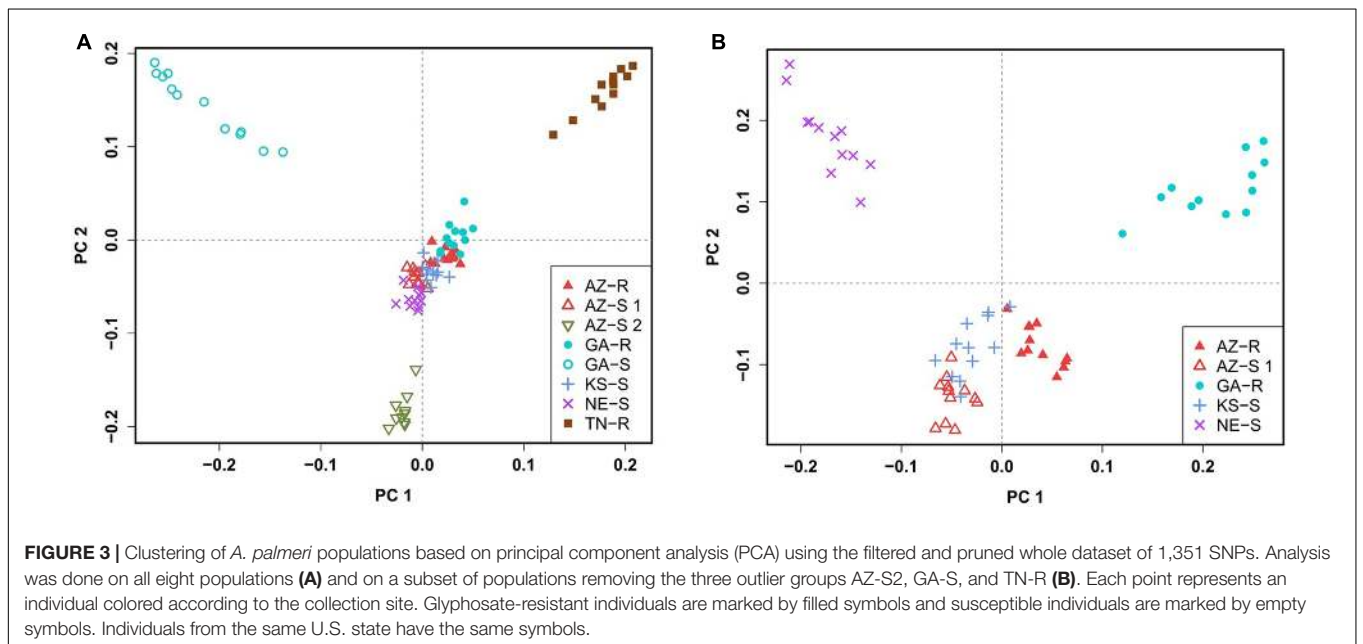 A
0.2
0.1
0.0
−0.1
−0.2
PC 2
−0.2
−0.1
0.0
0.1
0.2
PC 1
AZ−R
AZ−S 1
AZ−S 2
GA−R
GA−S
KS−S
NE−S
TN−R
B
0.2
0.1
0.0
−0.1
PC 2
−0.2
−0.1
0.0
0.1
0.2
PC 1
AZ−R
AZ−S 1
GA−R
KS−S
NE−S
FIGURE 3 | Clustering of A. palmeri populations based on principal component analysis (PCA) using the filtered and pruned whole dataset of 1,351 SNPs. Analysis
was done on all eight populations (A) and on a subset of populations removing the three outlier groups AZ-S2, GA-S, and TN-R (B). Each point represents an
individual colored according to the collection site. Glyphosate-resistant individuals are marked by filled symbols and susceptible individuals are marked by empty
symbols. Individuals from the same U.S. state have the same symbols.